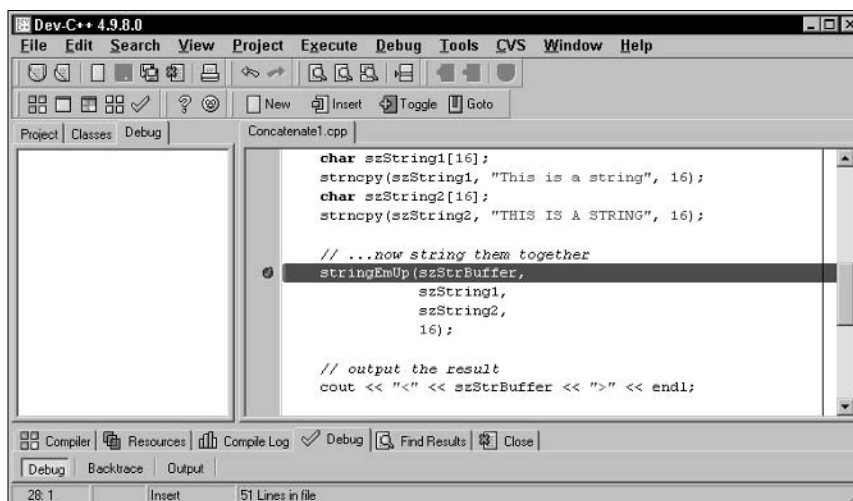 Dev-C++ 4.9.8.0
File Edit Search View Project Execute Debug Tools CVS Window Help
New Insert Toggle Goto
Project Classes Debug Concatenate1.cpp
char szString1[16];
strncpy(szString1, "This is a string", 16);
char szString2[16];
strncpy(szString2, "THIS IS A STRING", 16);
// ...now string them together
stringEmUp(szStrBuffer,
szString1,
szString2,
16);
// output the result
cout << "<" << szStrBuffer << ">" << endl;
Compiler Resources Compile Log Debug Find Results Close
Debug Backtrace Output
28: 1 Insert 51 Lines in file